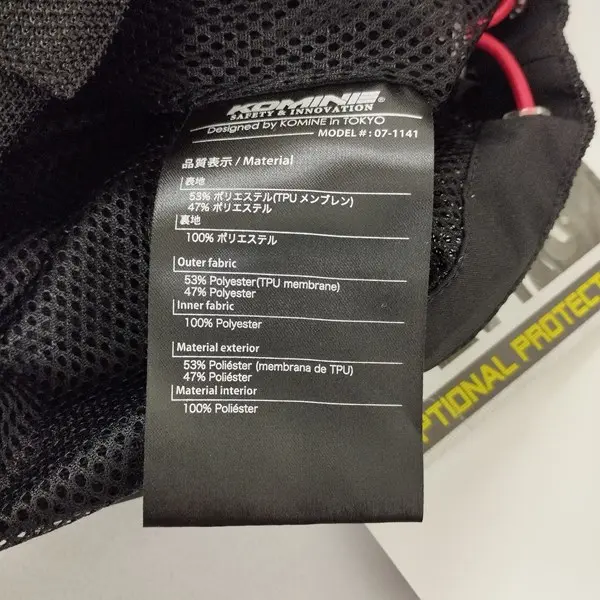 KOMINE®
SAFETY & INNOVATION
Designed by KOMINE in TOKYO
MODEL # : 07-1141
品質表示 / Material
表地
53% ポリエステル(TPU メンブレン)
47% ポリエステル
裏地
100% ポリエステル
Outer fabric
53% Polyester(TPU membrane)
47% Polyester
Inner fabric
100% Polyester
Material exterior
53% Poliéster (membrana de TPU)
47% Poliéster
Material interior
100% Poliéster
PTIONAL PROTECT